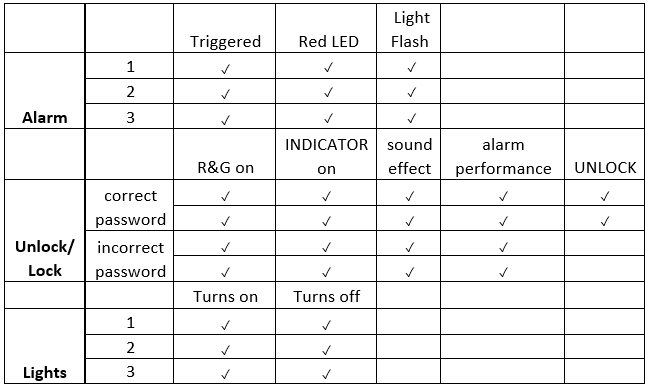 Light
Triggered Red LED Flash
1 ✓ ✓ ✓
2 ✓ ✓ ✓
Alarm 3 ✓ ✓ ✓
INDICATOR sound alarm
R&G on on effect performance UNLOCK
correct ✓ ✓ ✓ ✓ ✓
password ✓ ✓ ✓ ✓ ✓
Unlock/ incorrect ✓ ✓ ✓ ✓
Lock password ✓ ✓ ✓ ✓
Turns on Turns off
1 ✓ ✓
2 ✓ ✓
Lights 3 ✓ ✓